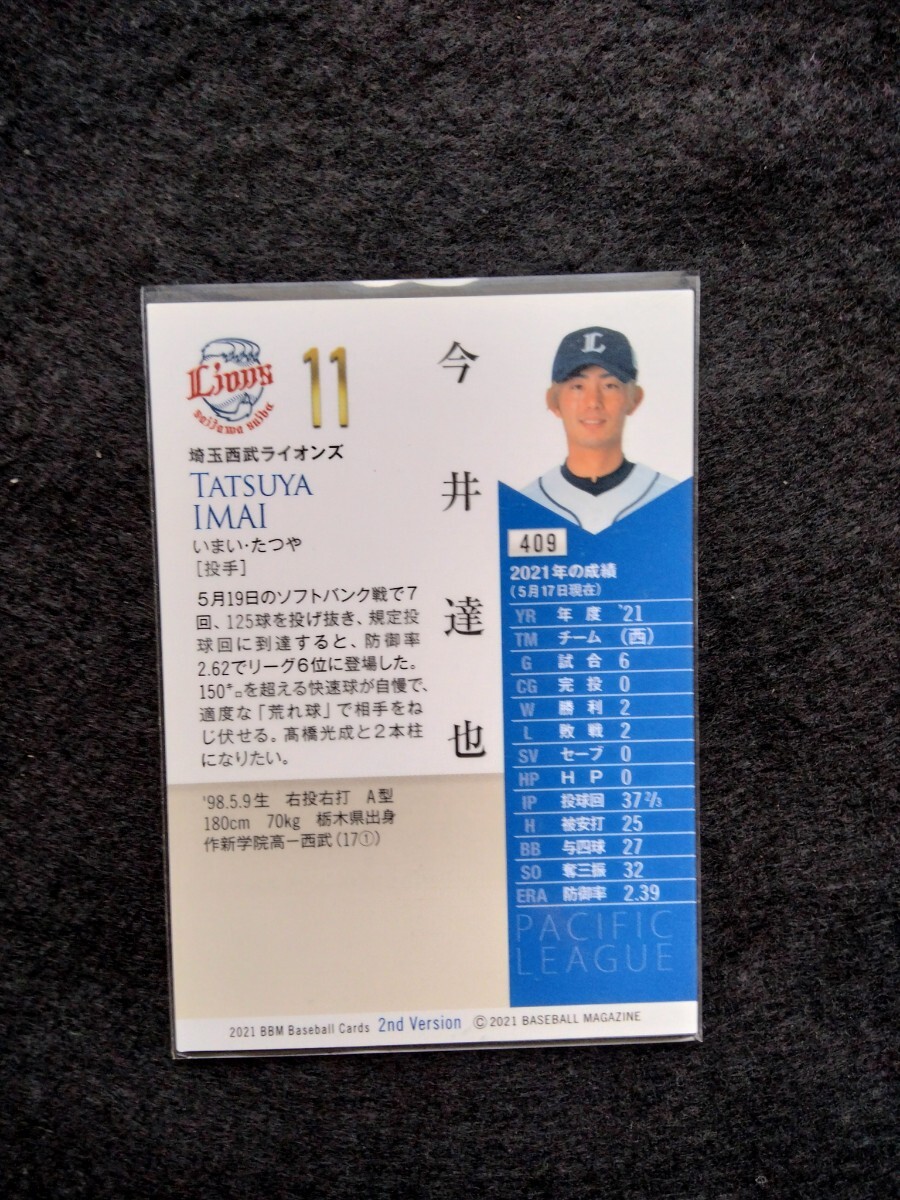 Lions
saitama seibu
11
埼玉西武ライオンズ
TATSUYA
IMAI
いまい・たつや
[投手]
今井達也
5月19日のソフトバンク戦で7
回、125球を投げ抜き、規定投
球回に到達すると、防御率
2.62でリーグ6位に登場した。
150㌔を超える快速球が自慢で、
適度な「荒れ球」で相手をね
じ伏せる。髙橋光成と2本柱
になりたい。
'98.5.9生 右投右打 A型
180cm 70kg 栃木県出身
作新学院高ー西武(17①)
L
409
2021年の成績
(5月17日現在)
YR 年度 '21
TM チーム (西)
G 試合 6
CG 完投 0
W 勝利 2
L 敗戦 2
SV セーブ 0
HP HP 0
IP 投球回 37 2/3
H 被安打 25
BB 与四球 27
SO 奪三振 32
ERA 防御率 2.39
PACIFIC
LEAGUE
2021 BBM Baseball Cards 2nd Version ©2021 BASEBALL MAGAZINE